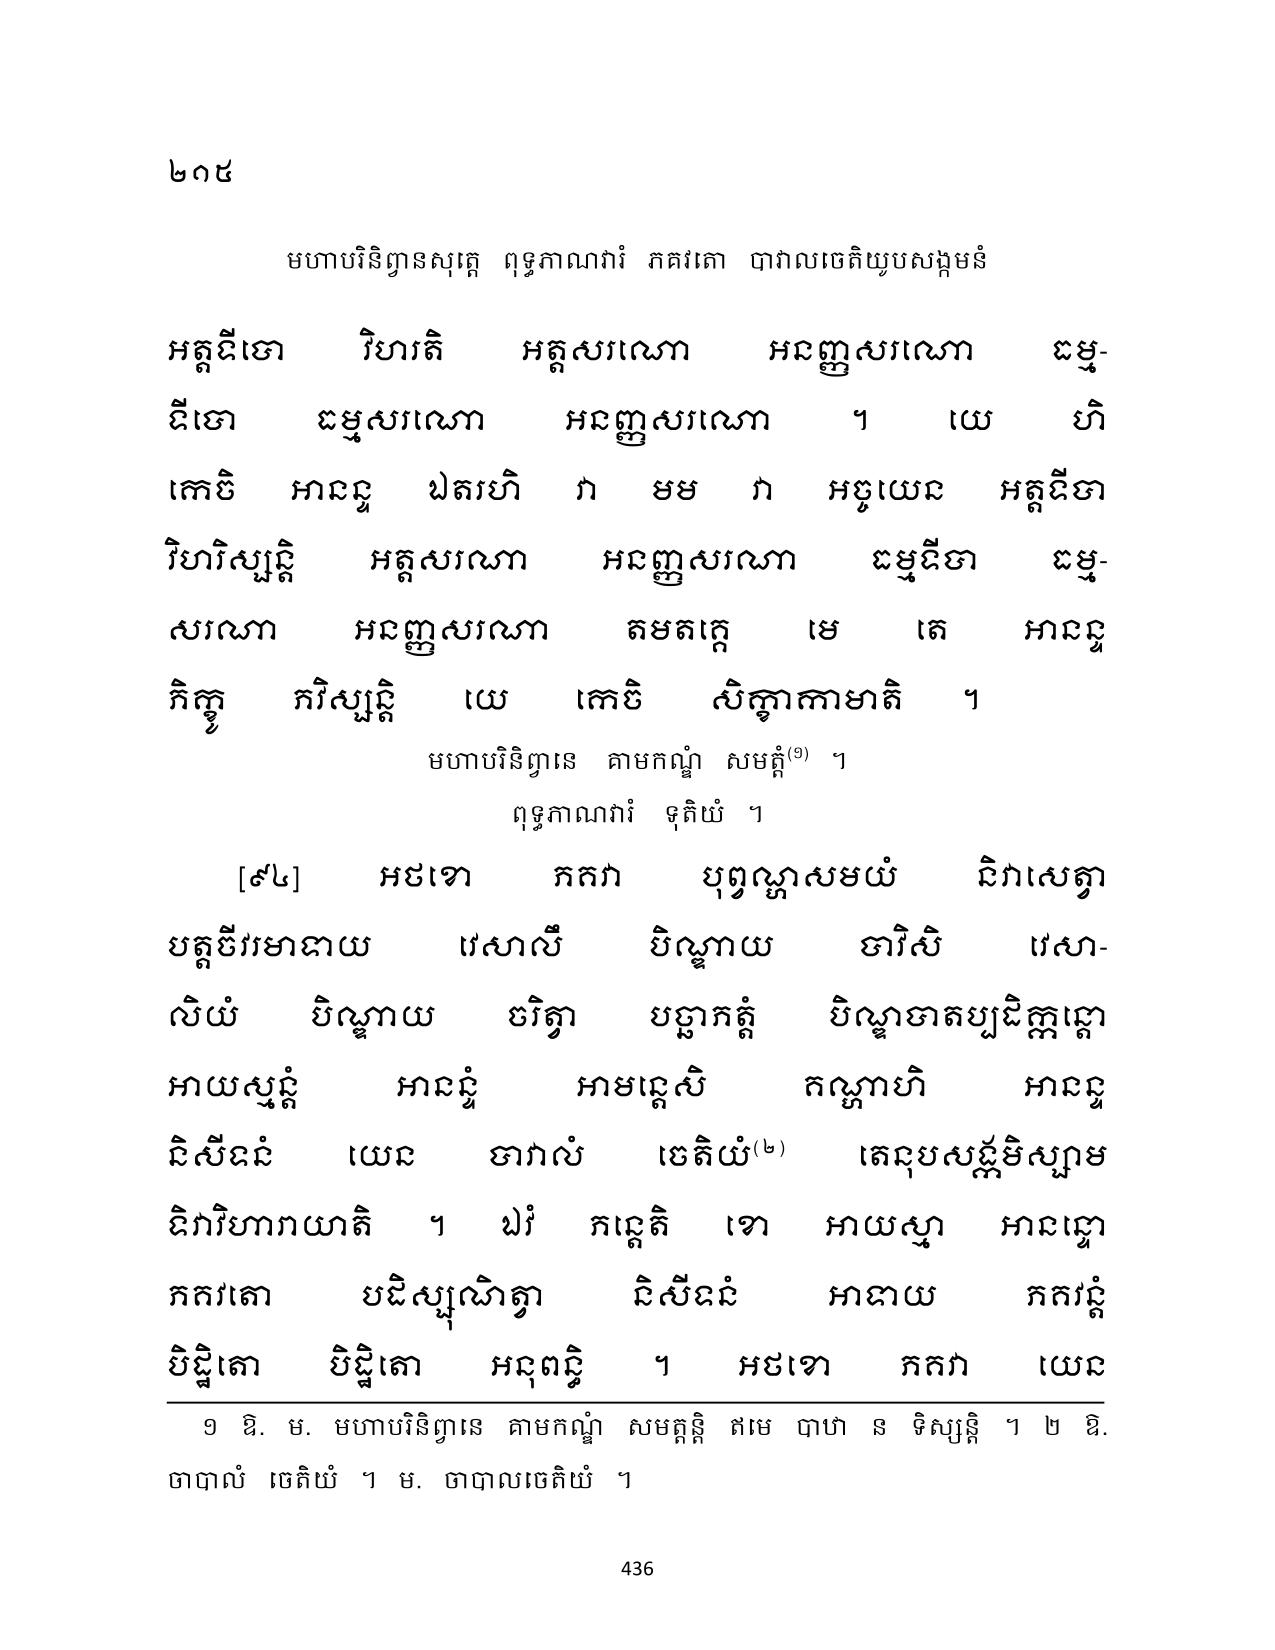 ២១៥
មហាបរិនិព្វានសុត្តេ ពុទ្ធភាណវារំ ភគវតោ បាវាលចេតិយូបសង្កមនំ
អត្តទីបោ វិហរតិ អត្តសរណោ អនញ្ញសរណោ ធម្ម-
ទីបោ ធម្មសរណោ អនញ្ញសរណោ ។ យេ ហិ
កេចិ អានន្ទ ឯតរហិ វា មម វា អច្ចយេន អត្តទីបា
វិហរិស្សន្តិ អត្តសរណា អនញ្ញសរណា ធម្មទីបា ធម្ម-
សរណា អនញ្ញសរណា តមតគ្គេ មេ តេ អានន្ទ
ភិក្ខូ ភវិស្សន្តិ យេ កេចិ សិក្ខាកាមាតិ ។
មហាបរិនិព្វានេ គាមកណ្ឌំ សមត្តំ(១) ។
ពុទ្ធភាណវារំ ទុតិយំ ។
[៩៤] អថខោ ភគវា បុព្វណ្ហសមយំ និវាសេត្វា
បត្តចីវរមាទាយ វេសាលឹ បិណ្ឌាយ បាវិសិ វេសា-
លិយំ បិណ្ឌាយ ចរិត្វា បច្ឆាភត្តំ បិណ្ឌបាតប្បដិក្កន្តោ
អាយស្មន្តំ អានន្ទំ អាមន្តេសិ គណ្ហាហិ អានន្ទ
និសីទនំ យេន បាវាលំ ចេតិយំ(២) តេនុបសង្កមិស្សាម
ទិវាវិហារាយាតិ ។ ឯវំ ភន្តេតិ ខោ អាយស្មា អានន្ទោ
ភគវតោ បដិស្សុណិត្វា និសីទនំ អាទាយ ភគវន្តំ
បិដ្ឋិតោ បិដ្ឋិតោ អនុពន្ធិ ។ អថខោ ភគវា យេន
១ ឱ. ម. មហាបរិនិព្វានេ គាមកណ្ឌំ សមត្តន្តិ ឥមេ បាឋា ន ទិស្សន្តិ ។ ២ ឱ.
ចាបាលំ ចេតិយំ ។ ម. ចាបាលចេតិយំ ។
436